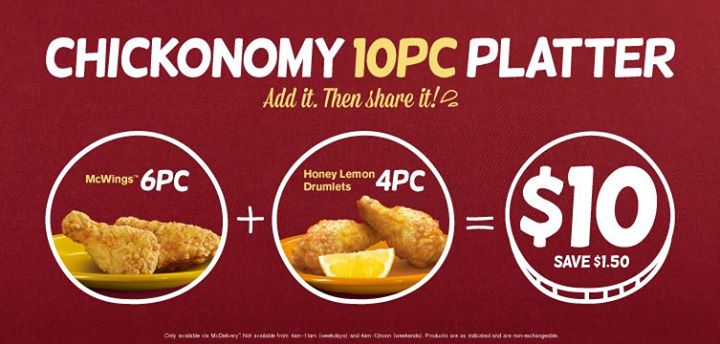 CHICKONOMY 10PC PLATTER
Add it. Then share it!
McWings™ 6PC
+
Honey Lemon
Drumlets 4PC
=
$10
SAVE $1.50
Only available via McDelivery™. Not available from 4am-11am (weekdays) and 4am-12noon (weekends). Products are as indicated and are non-exchangeable.